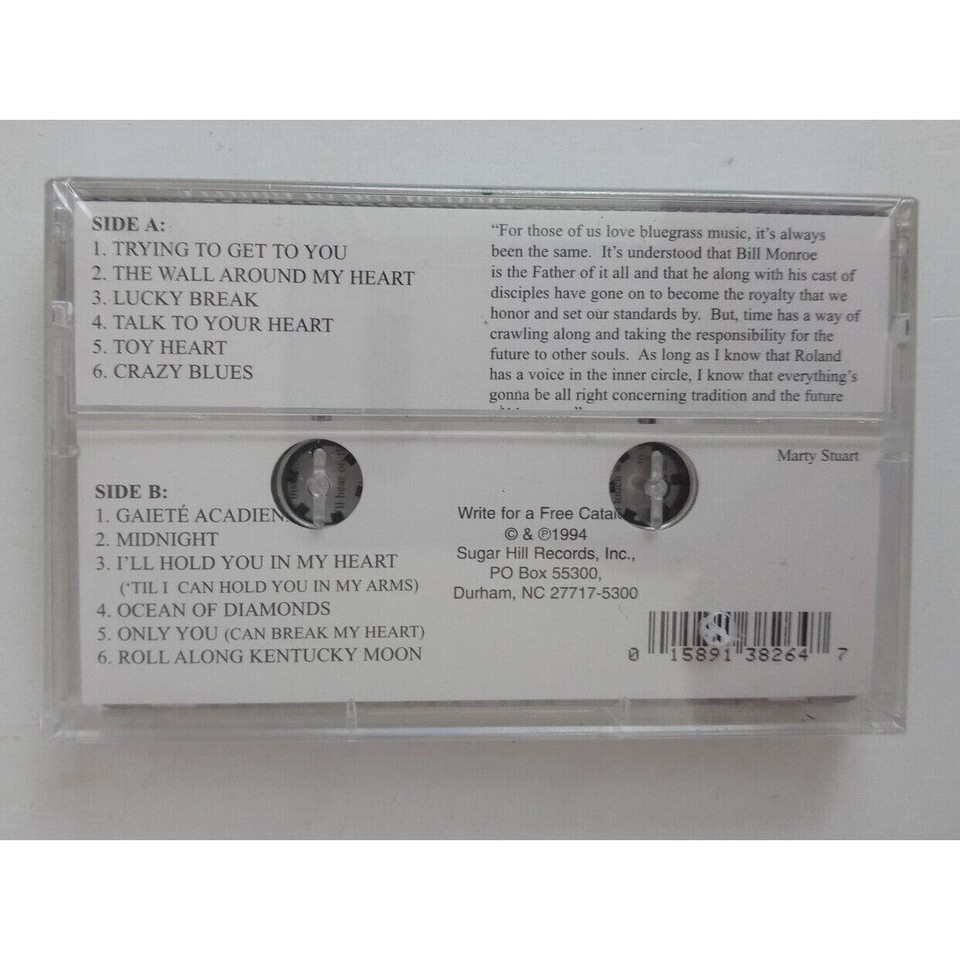 SIDE A:
1. TRYING TO GET TO YOU
2. THE WALL AROUND MY HEART
3. LUCKY BREAK
4. TALK TO YOUR HEART
5. TOY HEART
6. CRAZY BLUES
“For those of us love bluegrass music, it’s always
been the same. It’s understood that Bill Monroe
is the Father of it all and that he along with his cast of
disciples have gone on to become the royalty that we
honor and set our standards by. But, time has a way of
crawling along and taking the responsibility for the
future to other souls. As long as I know that Roland
has a voice in the inner circle, I know that everything’s
gonna be all right concerning tradition and the future
Marty Stuart
SIDE B:
1. GAIETÉ ACADIEN
2. MIDNIGHT
3. I’LL HOLD YOU IN MY HEART
(‘TIL I CAN HOLD YOU IN MY ARMS)
4. OCEAN OF DIAMONDS
5. ONLY YOU (CAN BREAK MY HEART)
6. ROLL ALONG KENTUCKY MOON
Write for a Free Catal
© & ℗1994
Sugar Hill Records, Inc.,
PO Box 55300,
Durham, NC 27717-5300
0 15891 38264 7